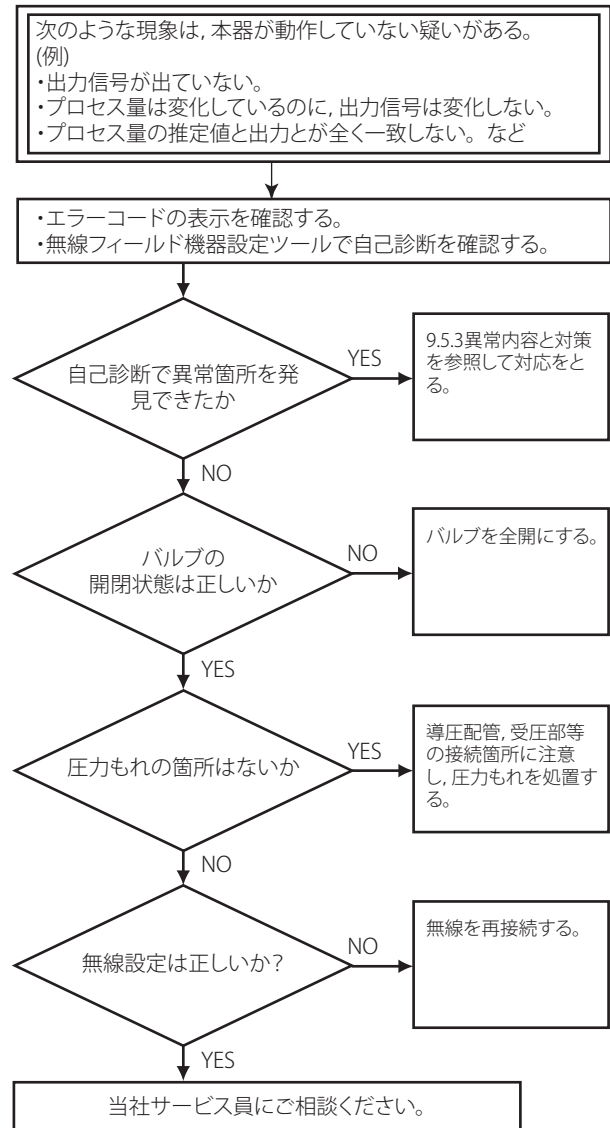 次のような現象は, 本器が動作していない疑いがある。
(例)
・出力信号が出ていない。
・プロセス量は変化しているのに, 出力信号は変化しない。
・プロセス量の推定値と出力とが全く一致しない。 など
・エラーコードの表示を確認する。
・無線フィールド機器設定ツールで自己診断を確認する。
自己診断で異常箇所を発
見できたか
YES
9.5.3異常内容と対策
を参照して対応をと
る。
NO
バルブの
開閉状態は正しいか
NO
バルブを全開にする。
YES
圧力もれの箇所はないか
YES
導圧配管, 受圧部等
の接続箇所に注意
し, 圧力もれを処置す
る。
NO
無線設定は正しいか？
NO
無線を再接続する。
YES
当社サービス員にご相談ください。